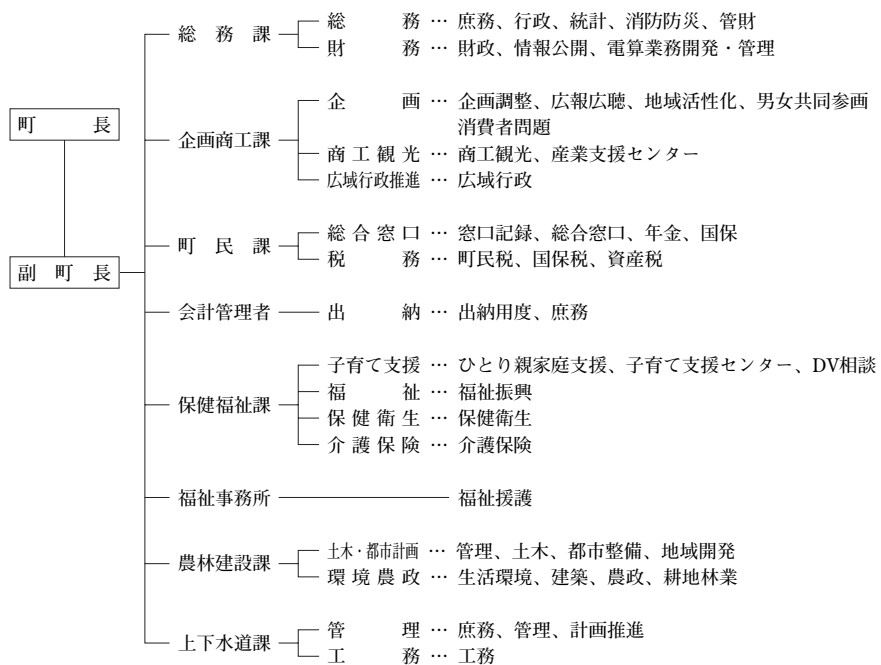 総務課 総務 … 庶務、行政、統計、消防防災、管財
財務 … 財政、情報公開、電算業務開発・管理
町長
企画商工課 企画 … 企画調整、広報広聴、地域活性化、男女共同参画
消費者問題
商工観光 … 商工観光、産業支援センター
広域行政推進 … 広域行政
町民課 総合窓口 … 窓口記録、総合窓口、年金、国保
税務 … 町民税、国保税、資産税
副町長
会計管理者 出納 … 出納用度、庶務
保健福祉課 子育て支援 … ひとり親家庭支援、子育て支援センター、DV相談
福祉 … 福祉振興
保健衛生 … 保健衛生
介護保険 … 介護保険
福祉事務所 福祉援護
農林建設課 土木・都市計画 … 管理、土木、都市整備、地域開発
環境農政 … 生活環境、建築、農政、耕地林業
上下水道課 管理 … 庶務、管理、計画推進
工務 … 工務